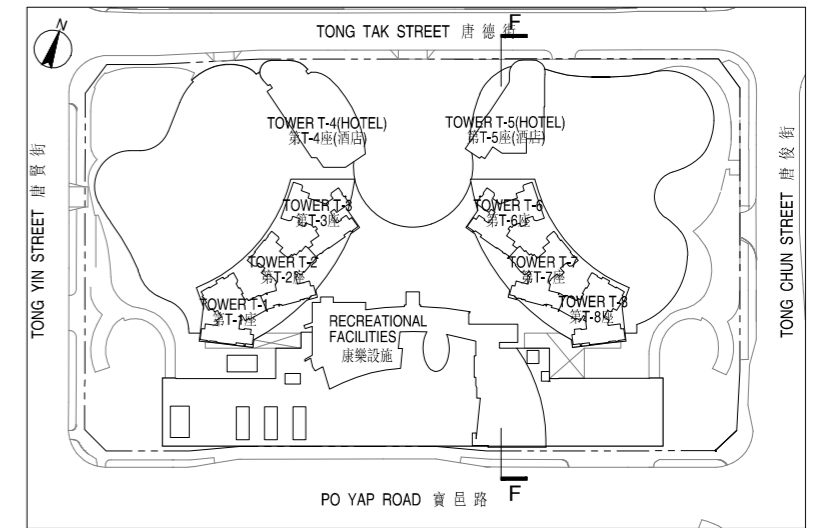 N
TONG TAK STREET 唐德街
F
TOWER T-4(HOTEL)
第T-4座(酒店)
TOWER T-5(HOTEL)
第T-5座(酒店)
TONG YIN STREET 唐賢街
TONG CHUN STREET 唐俊街
TOWER T-3
第T-3座
TOWER T-6
第T-6座
TOWER T-2
第T-2座
TOWER T-7
第T-7座
TOWER T-1
第T-1座
TOWER T-8
第T-8座
RECREATIONAL
FACILITIES
康樂設施
PO YAP ROAD 寶邑路
F